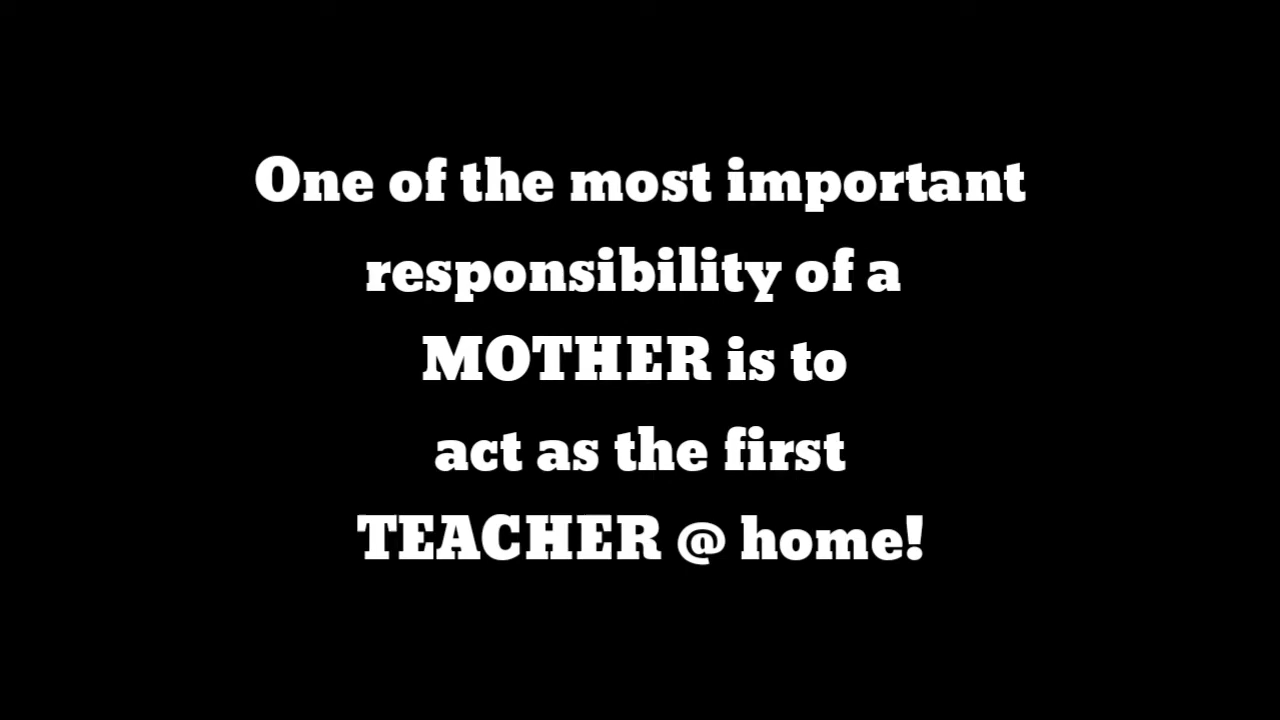 One of the most important
responsibility of a
MOTHER is to
act as the first
TEACHER @ home!